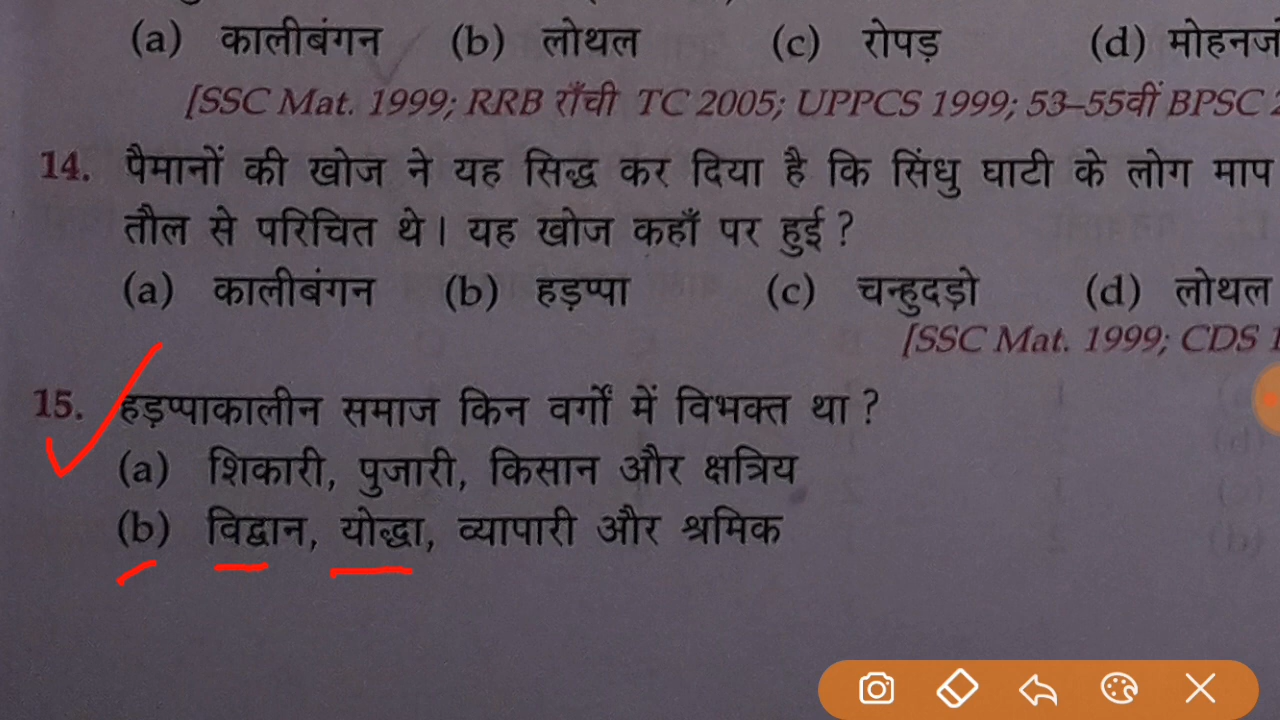 (a) कालीबंगन (b) लोथल (c) रोपड़ (d) मोहनज
[SSC Mat. 1999; RRB राँची TC 2005; UPPCS 1999; 53–55वीं BPSC
14. पैमानों की खोज ने यह सिद्ध कर दिया है कि सिंधु घाटी के लोग माप
तौल से परिचित थे। यह खोज कहाँ पर हुई ?
(a) कालीबंगन (b) हड़प्पा (c) चन्हुदड़ो (d) लोथल
[SSC Mat. 1999; CDS 1
15. हड़प्पाकालीन समाज किन वर्गों में विभक्त था ?
(a) शिकारी, पुजारी, किसान और क्षत्रिय
(b) विद्वान, योद्धा, व्यापारी और श्रमिक